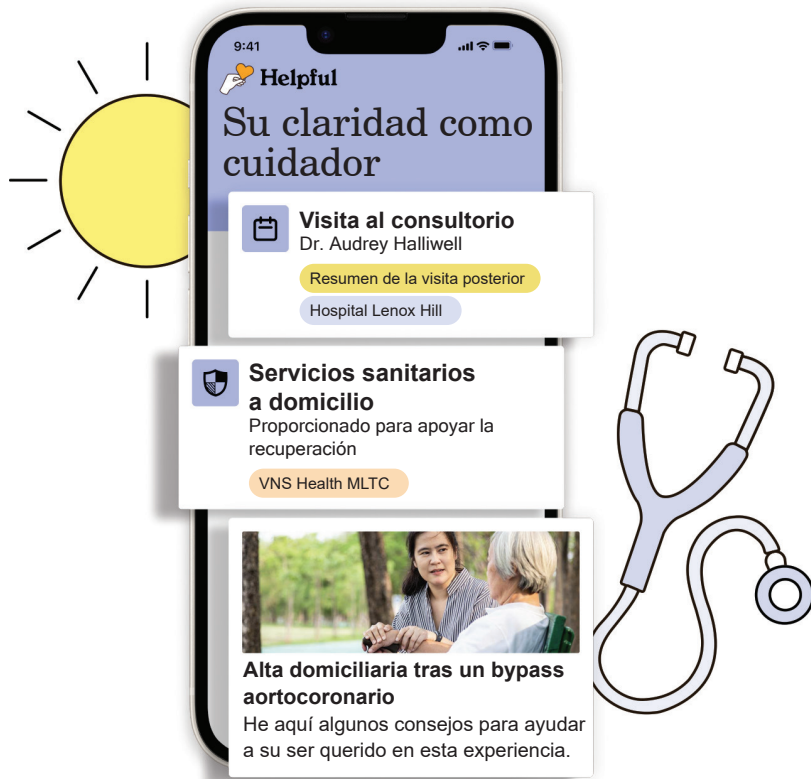 9:41
Helpful
Su claridad como
cuidador
Visita al consultorio
Dr. Audrey Halliwell
Resumen de la visita posterior
Hospital Lenox Hill
Servicios sanitarios
a domicilio
Proporcionado para apoyar la
recuperación
VNS Health MLTC
Alta domiciliaria tras un bypass
aortocoronario
He aquí algunos consejos para ayudar
a su ser querido en esta experiencia.